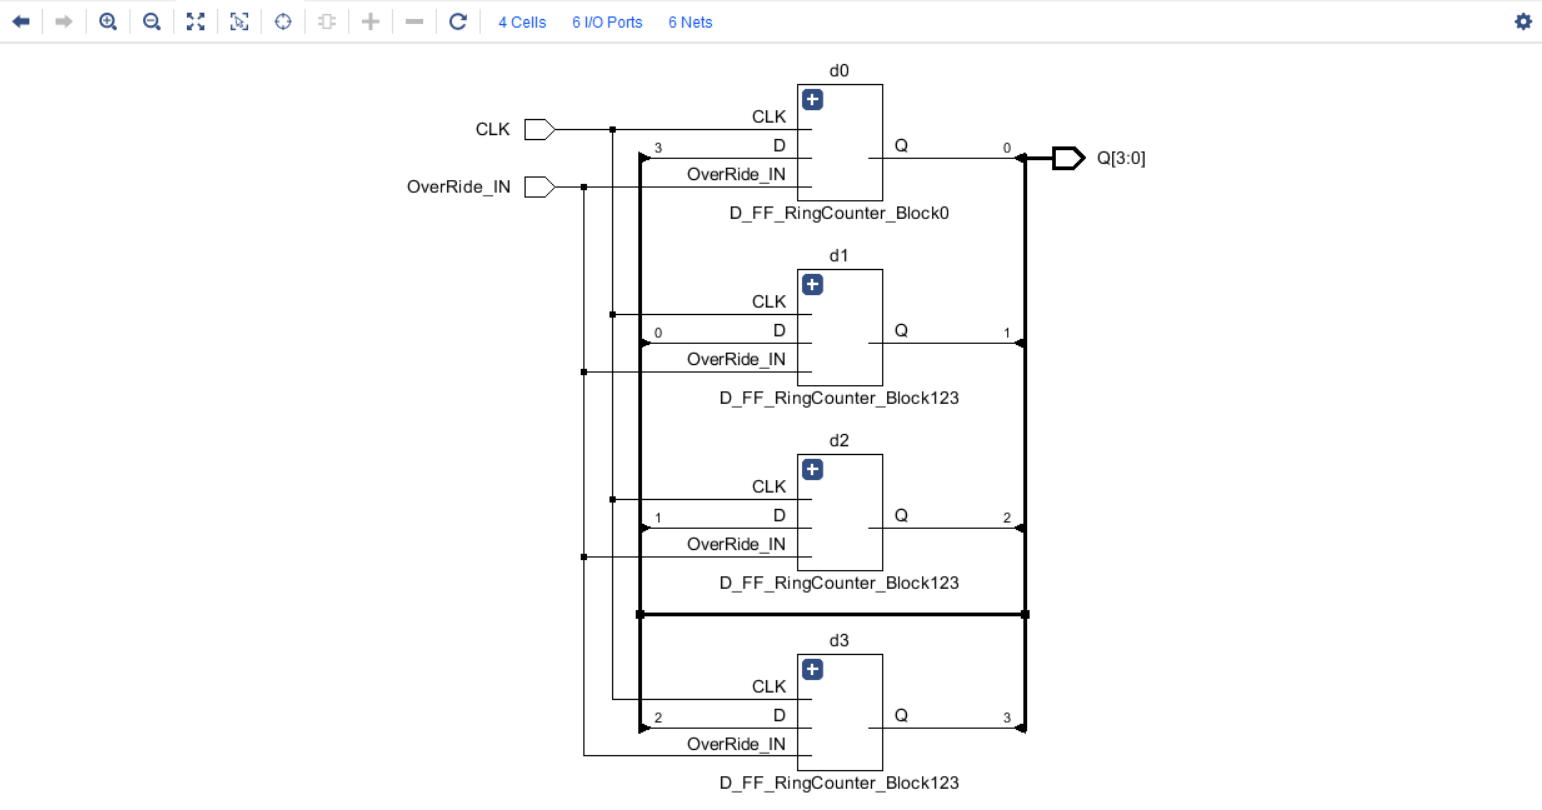 4 Cells 6 I/O Ports 6 Nets
d0
CLK CLK
3 D Q 0 Q[3:0]
OverRide_IN OverRide_IN
D_FF_RingCounter_Block0
d1
CLK
0 D Q 1
OverRide_IN
D_FF_RingCounter_Block123
d2
CLK
1 D Q 2
OverRide_IN
D_FF_RingCounter_Block123
d3
CLK
2 D Q 3
OverRide_IN
D_FF_RingCounter_Block123